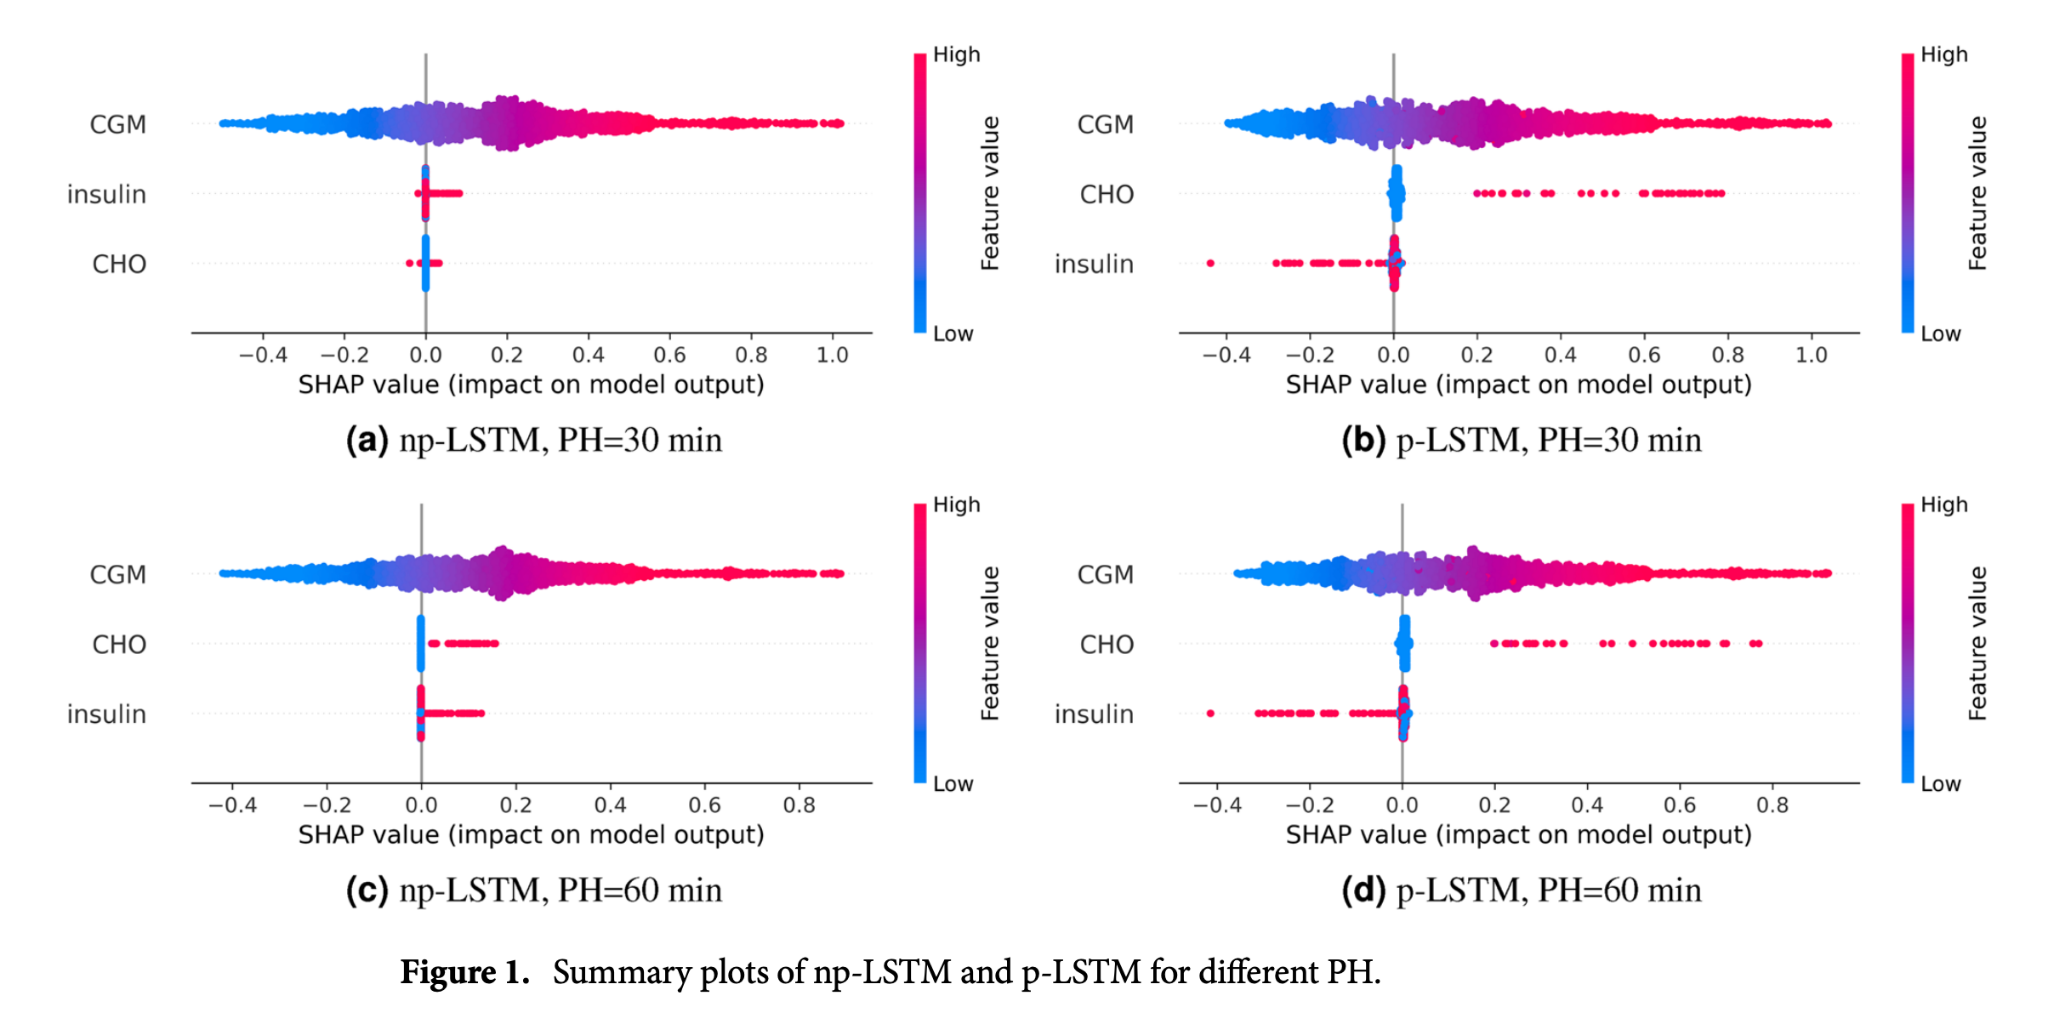 High
CGM
insulin
CHO
Feature value
Low
−0.4 −0.2 0.0 0.2 0.4 0.6 0.8 1.0
SHAP value (impact on model output)
(a) np-LSTM, PH=30 min
High
CGM
CHO
insulin
Feature value
Low
−0.4 −0.2 0.0 0.2 0.4 0.6 0.8 1.0
SHAP value (impact on model output)
(b) p-LSTM, PH=30 min
High
CGM
CHO
insulin
Feature value
Low
−0.4 −0.2 0.0 0.2 0.4 0.6 0.8
SHAP value (impact on model output)
(c) np-LSTM, PH=60 min
High
CGM
CHO
insulin
Feature value
Low
−0.4 −0.2 0.0 0.2 0.4 0.6 0.8
SHAP value (impact on model output)
(d) p-LSTM, PH=60 min
Figure 1. Summary plots of np-LSTM and p-LSTM for different PH.